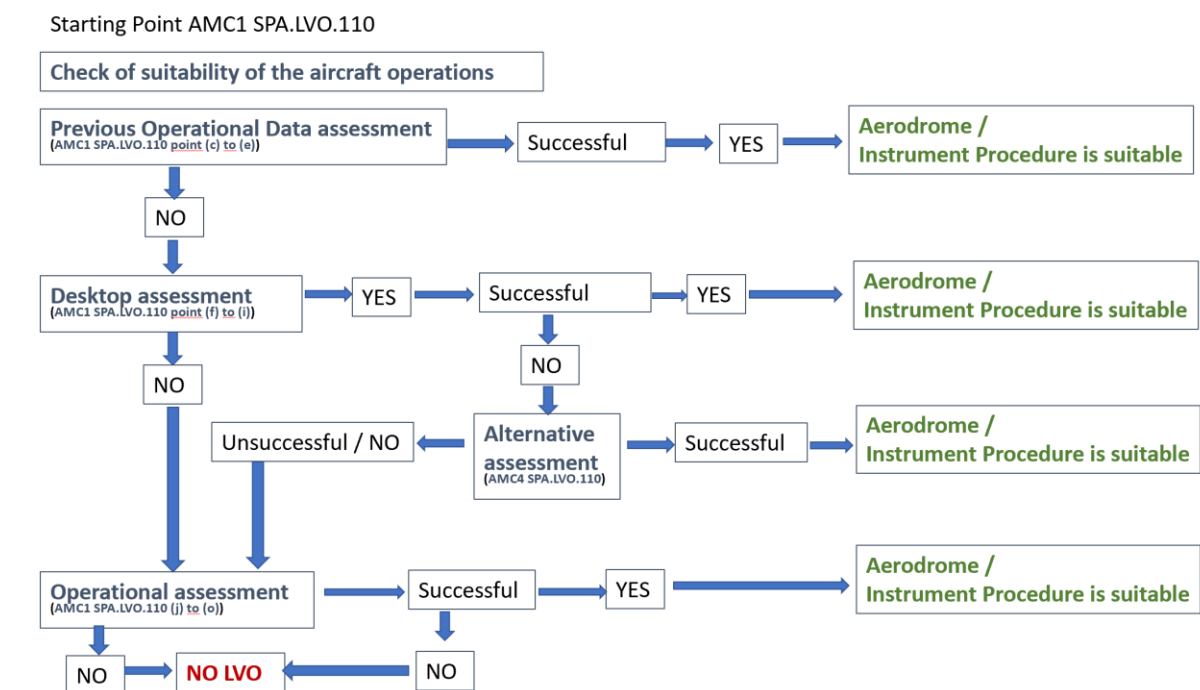 Starting Point AMC1 SPA.LVO.110
Check of suitability of the aircraft operations
Previous Operational Data assessment
(AMC1 SPA.LVO.110 point (c) to (e))
Successful
YES
Aerodrome /
Instrument Procedure is suitable
NO
Desktop assessment
(AMC1 SPA.LVO.110 point (f) to (i))
YES
Successful
YES
Aerodrome /
Instrument Procedure is suitable
NO
NO
Unsuccessful / NO
Alternative
assessment
(AMC4 SPA.LVO.110)
Successful
Aerodrome /
Instrument Procedure is suitable
Operational assessment
(AMC1 SPA.LVO.110 (j) to (o))
Successful
YES
Aerodrome /
Instrument Procedure is suitable
NO
NO LVO
NO